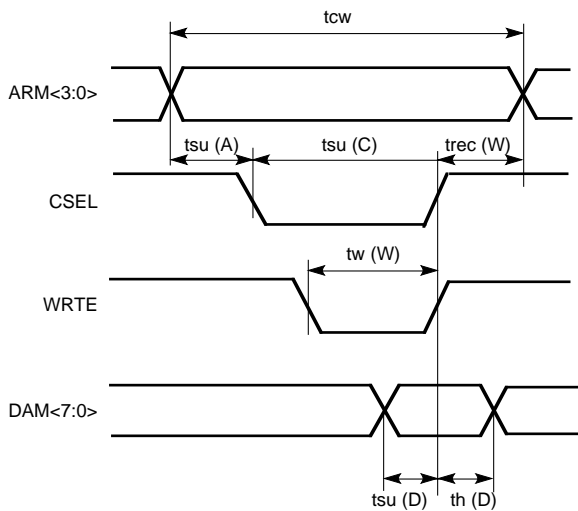 tcw
ARM<3:0>
tsu (A) tsu (C) trec (W)
CSEL
tw (W)
WRTE
DAM<7:0>
tsu (D) th (D)